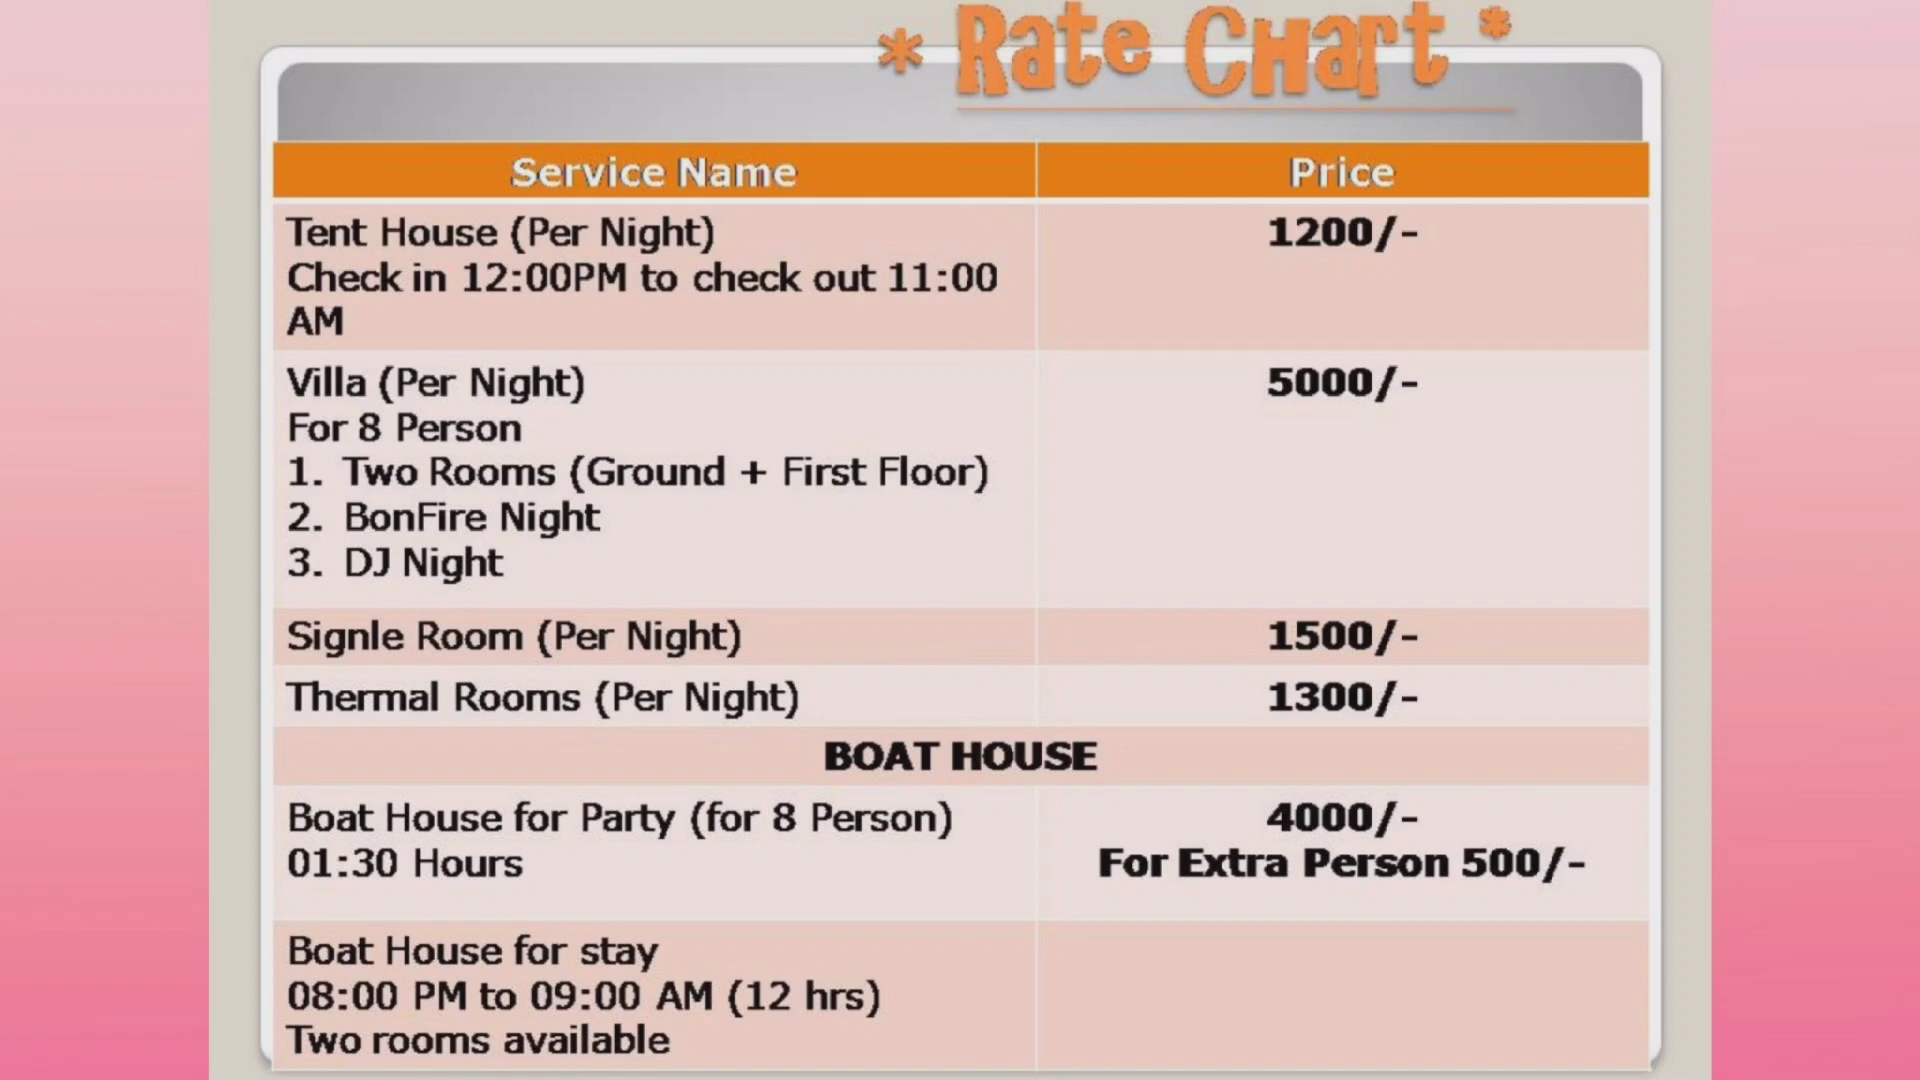 * Rate Chart *
Service Name Price
Tent House (Per Night) 1200/-
Check in 12:00PM to check out 11:00
AM
Villa (Per Night) 5000/-
For 8 Person
1. Two Rooms (Ground + First Floor)
2. BonFire Night
3. DJ Night
Signle Room (Per Night) 1500/-
Thermal Rooms (Per Night) 1300/-
BOAT HOUSE
Boat House for Party (for 8 Person) 4000/-
01:30 Hours For Extra Person 500/-
Boat House for stay
08:00 PM to 09:00 AM (12 hrs)
Two rooms available